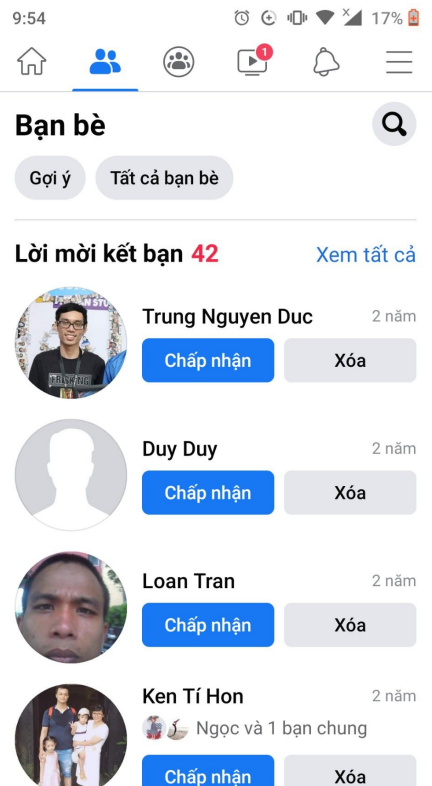 9:54
17%
1
Bạn bè
Gợi ý Tất cả bạn bè
Lời mời kết bạn 42 Xem tất cả
Trung Nguyen Duc 2 năm
Chấp nhận Xóa
Duy Duy 2 năm
Chấp nhận Xóa
Loan Tran 2 năm
Chấp nhận Xóa
Ken Tí Hon 2 năm
Ngọc và 1 bạn chung
Chấp nhận Xóa